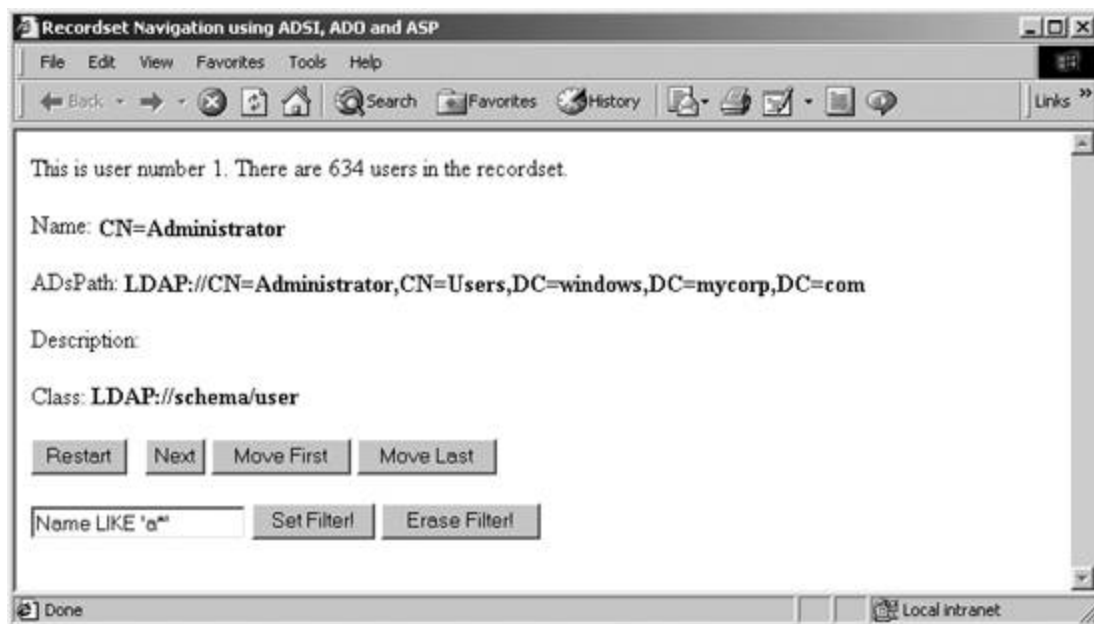 Recordset Navigation using ADSI, ADO and ASP
File Edit View Favorites Tools Help
Back Search Favorites History Links »
This is user number 1. There are 634 users in the recordset.
Name: CN=Administrator
ADsPath: LDAP://CN=Administrator,CN=Users,DC=windows,DC=mycorp,DC=com
Description:
Class: LDAP://schema/user
Restart Next Move First Move Last
Name LIKE 'a*' Set Filter! Erase Filter!
Done Local intranet